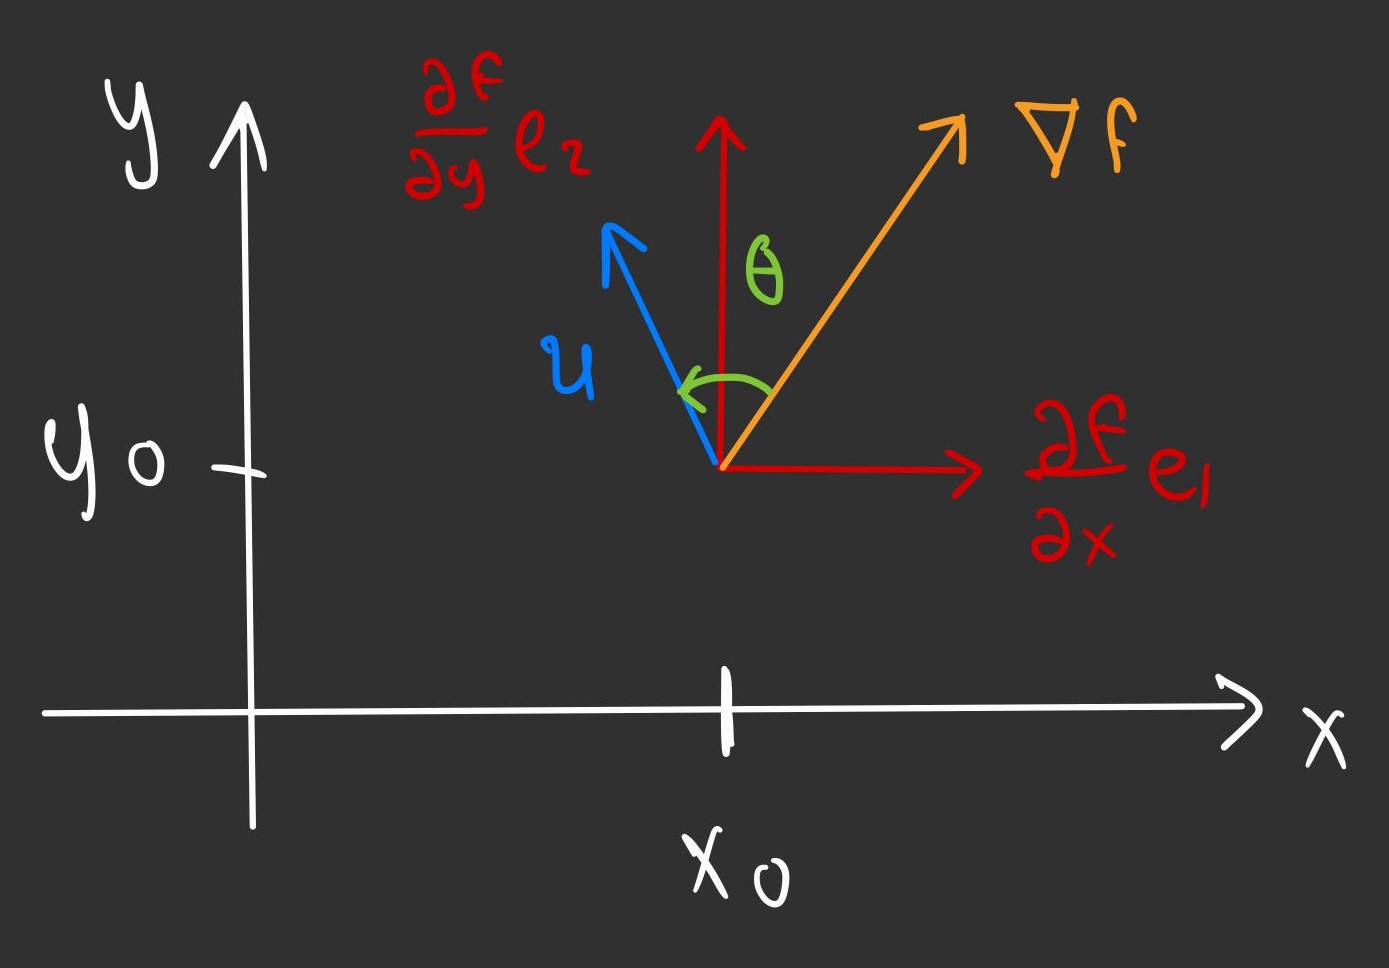 y
∂f/∂y e₂
∇f
θ
u
y₀
∂f/∂x e₁
x
x₀